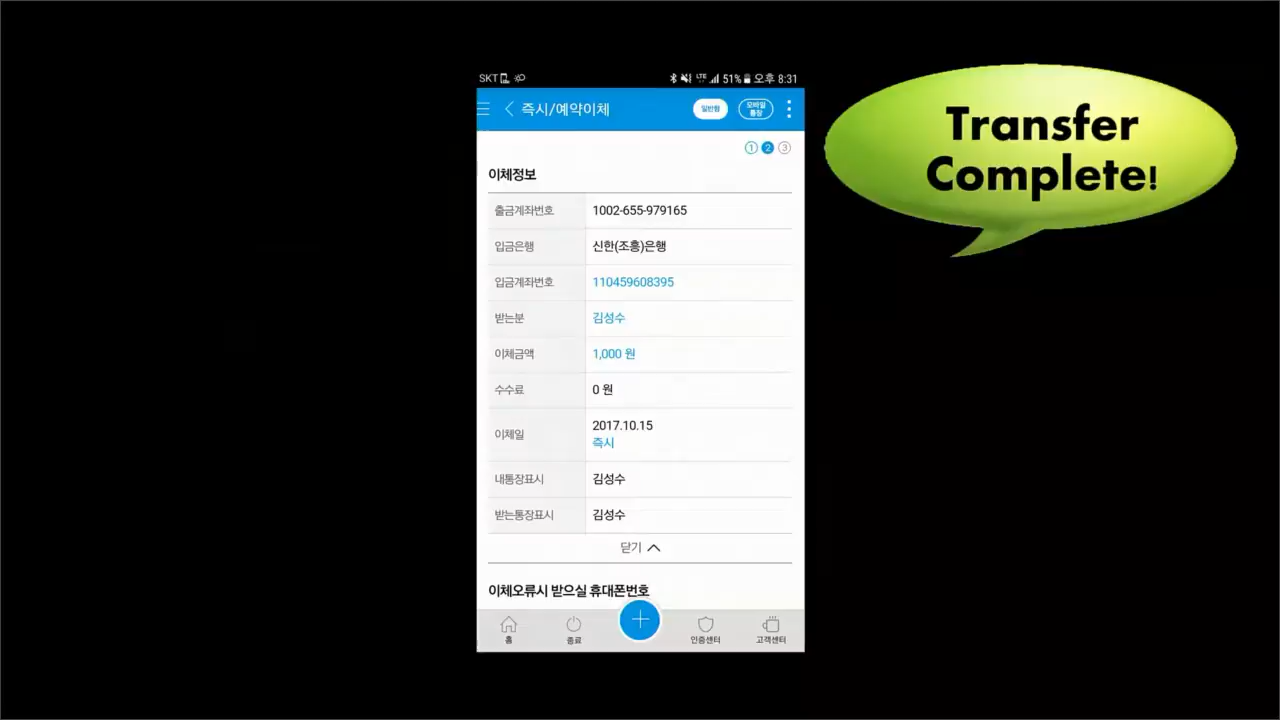 SKT
LTE 51% 오후 8:31
즉시/예약이체
일반형
모바일
통장
1 2 3
이체정보
출금계좌번호 1002-655-979165
입금은행 신한(조흥)은행
입금계좌번호 110459608395
받는분 김성수
이체금액 1,000 원
수수료 0 원
이체일 2017.10.15
즉시
내통장표시 김성수
받는통장표시 김성수
닫기
이체오류시 받으실 휴대폰번호
홈 종료 인증센터 고객센터
Transfer
Complete!